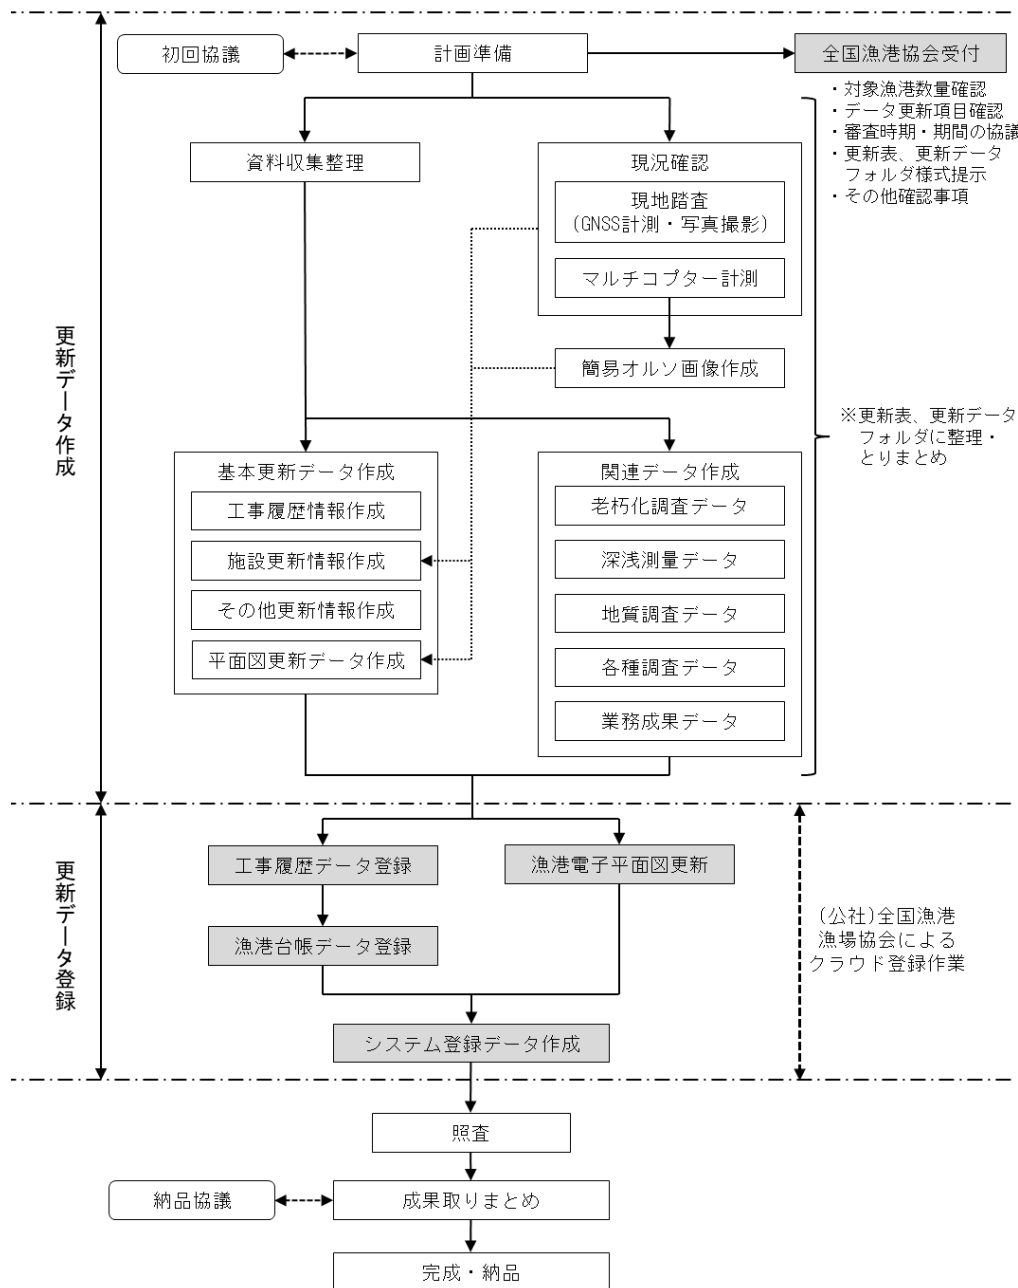 初回協議
計画準備
全国漁港協会受付
・対象漁港数量確認
・データ更新項目確認
・審査時期・期間の協議
・更新表、更新データ
フォルダ様式提示
・その他確認事項
資料収集整理
現況確認
現地踏査
(GNSS計測・写真撮影)
マルチコプター計測
簡易オルソ画像作成
更新データ作成
※更新表、更新データ
フォルダに整理・
とりまとめ
基本更新データ作成
工事履歴情報作成
施設更新情報作成
その他更新情報作成
平面図更新データ作成
関連データ作成
老朽化調査データ
深浅測量データ
地質調査データ
各種調査データ
業務成果データ
更新データ登録
工事履歴データ登録
漁港電子平面図更新
漁港台帳データ登録
システム登録データ作成
(公社)全国漁港
漁場協会による
クラウド登録作業
照査
納品協議
成果取りまとめ
完成・納品